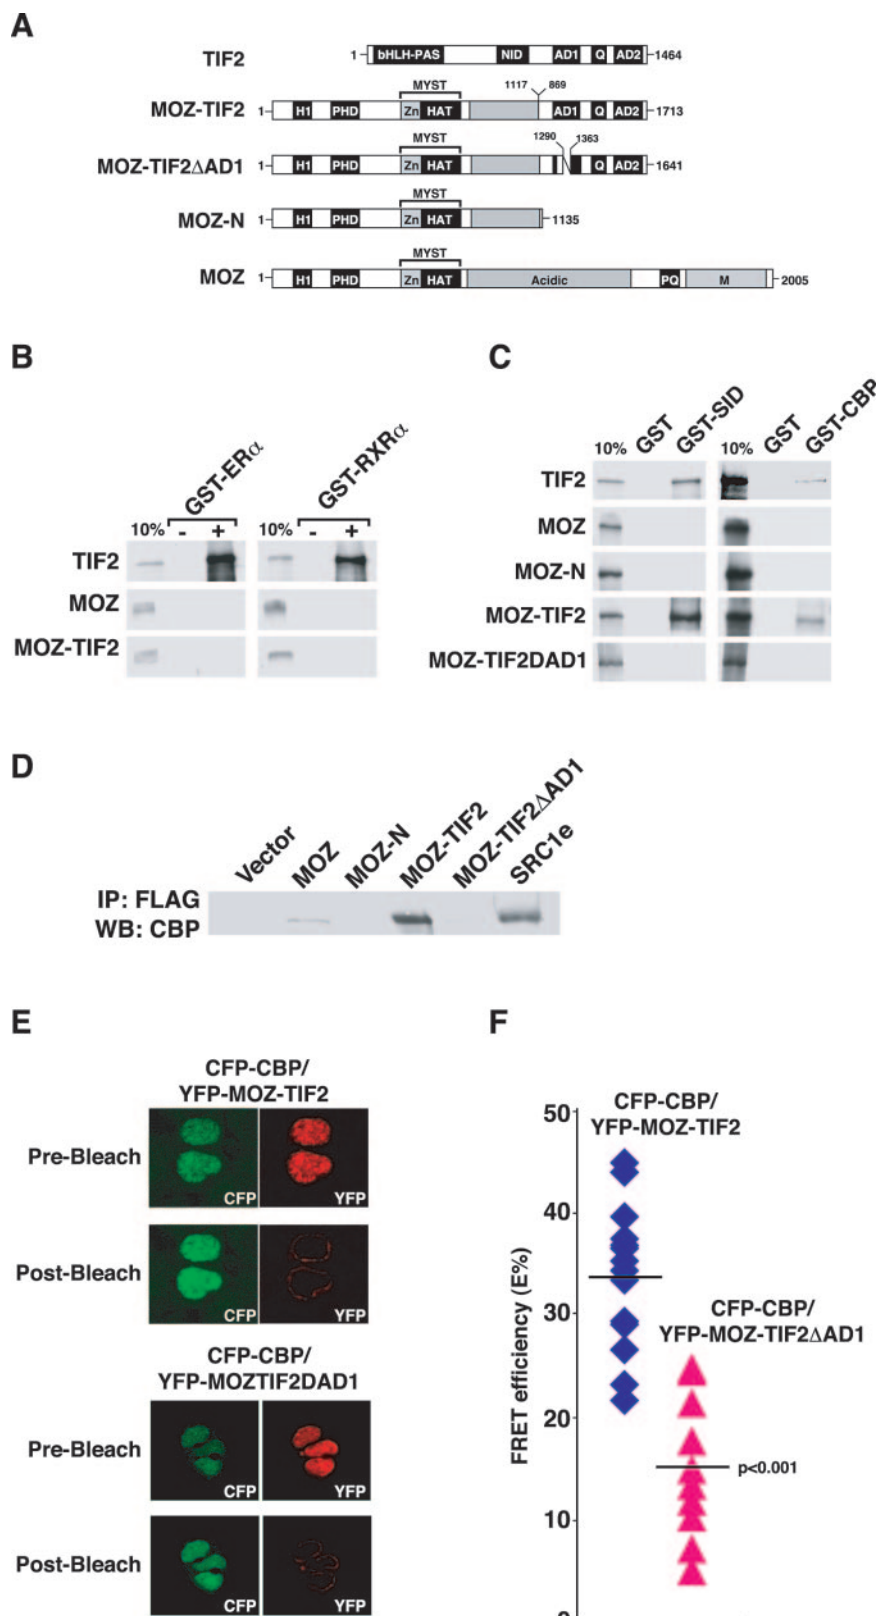 A
TIF2 1 bHLH-PAS NID AD1 Q AD2 1464
MYST 1117 869
MOZ-TIF2 1 H1 PHD Zn HAT AD1 Q AD2 1713
MYST 1290 1363
MOZ-TIF2ΔAD1 1 H1 PHD Zn HAT Q AD2 1641
MYST
MOZ-N 1 H1 PHD Zn HAT 1135
MYST
MOZ 1 H1 PHD Zn HAT Acidic PQ M 2005
B
GST-ERα GST-RXRα
10% - + 10% - +
TIF2
MOZ
MOZ-TIF2
C
10% GST GST-SID 10% GST GST-CBP
TIF2
MOZ
MOZ-N
MOZ-TIF2
MOZ-TIF2DAD1
D
Vector MOZ MOZ-N MOZ-TIF2 MOZ-TIF2ΔAD1 SRC1e
IP: FLAG
WB: CBP
E
CFP-CBP/
YFP-MOZ-TIF2
Pre-Bleach
CFP YFP
Post-Bleach
CFP YFP
CFP-CBP/
YFP-MOZTIF2DAD1
Pre-Bleach
CFP YFP
Post-Bleach
CFP YFP
F
CFP-CBP/
YFP-MOZ-TIF2
50
40
30
20
10
FRET efficiency (E%)
CFP-CBP/
YFP-MOZ-TIF2ΔAD1
p<0.001